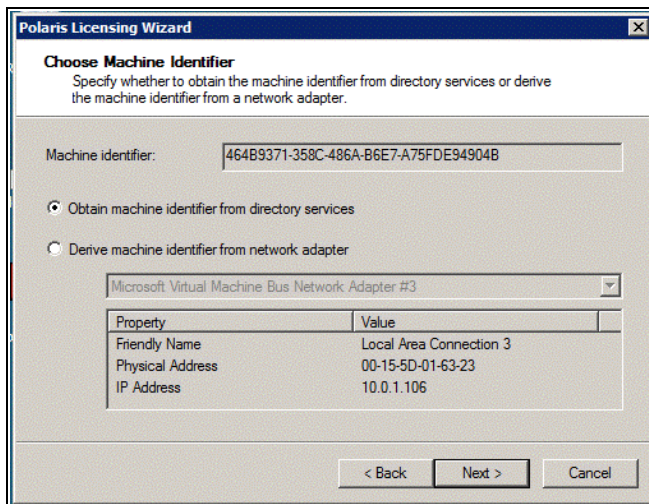 Polaris Licensing Wizard
Choose Machine Identifier
Specify whether to obtain the machine identifier from directory services or derive
the machine identifier from a network adapter.
Machine identifier: 464B9371-358C-486A-B6E7-A75FDE94904B
Obtain machine identifier from directory services
Derive machine identifier from network adapter
Microsoft Virtual Machine Bus Network Adapter #3
Property Value
Friendly Name Local Area Connection 3
Physical Address 00-15-5D-01-63-23
IP Address 10.0.1.106
< Back Next > Cancel